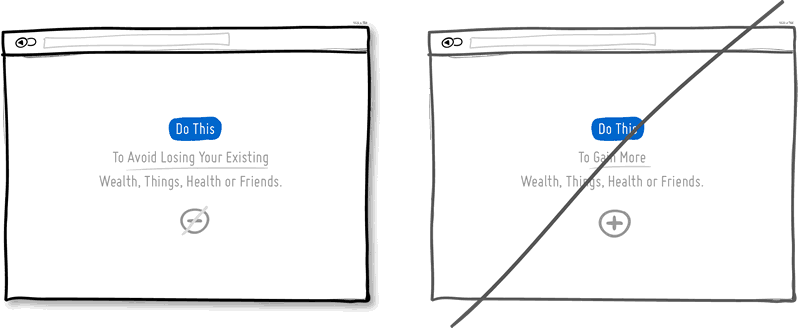 Do This
To Avoid Losing Your Existing
Wealth, Things, Health or Friends.
Do This
To Gain More
Wealth, Things, Health or Friends.